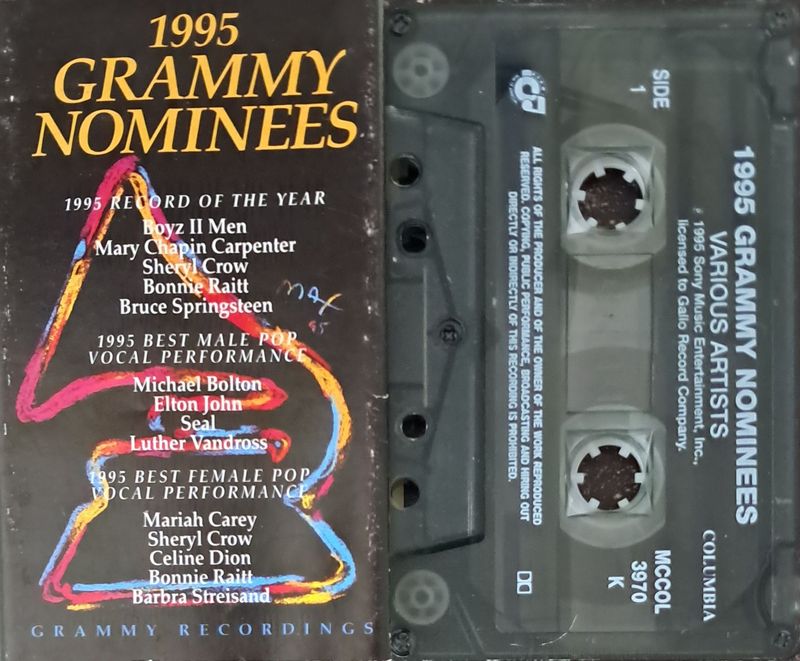 1995
GRAMMY
NOMINEES
1995 RECORD OF THE YEAR
Boyz II Men
Mary Chapin Carpenter
Sheryl Crow
Bonnie Raitt
Bruce Springsteen
MAX
95
1995 BEST MALE POP
VOCAL PERFORMANCE
Michael Bolton
Elton John
Seal
Luther Vandross
1995 BEST FEMALE POP
VOCAL PERFORMANCE
Mariah Carey
Sheryl Crow
Celine Dion
Bonnie Raitt
Barbra Streisand
GRAMMY RECORDINGS
SIDE
1
1995 GRAMMY NOMINEES
VARIOUS ARTISTS
℗ 1995 Sony Music Entertainment, Inc.,
licensed to Gallo Record Company.
ALL RIGHTS OF THE PRODUCER AND OF THE OWNER OF THE WORK REPRODUCED
RESERVED. COPYING, PUBLIC PERFORMANCE, BROADCASTING AND HIRING OUT
DIRECTLY OR INDIRECTLY OF THIS RECORDING IS PROHIBITED.
COLUMBIA
MCCOL
3970
K